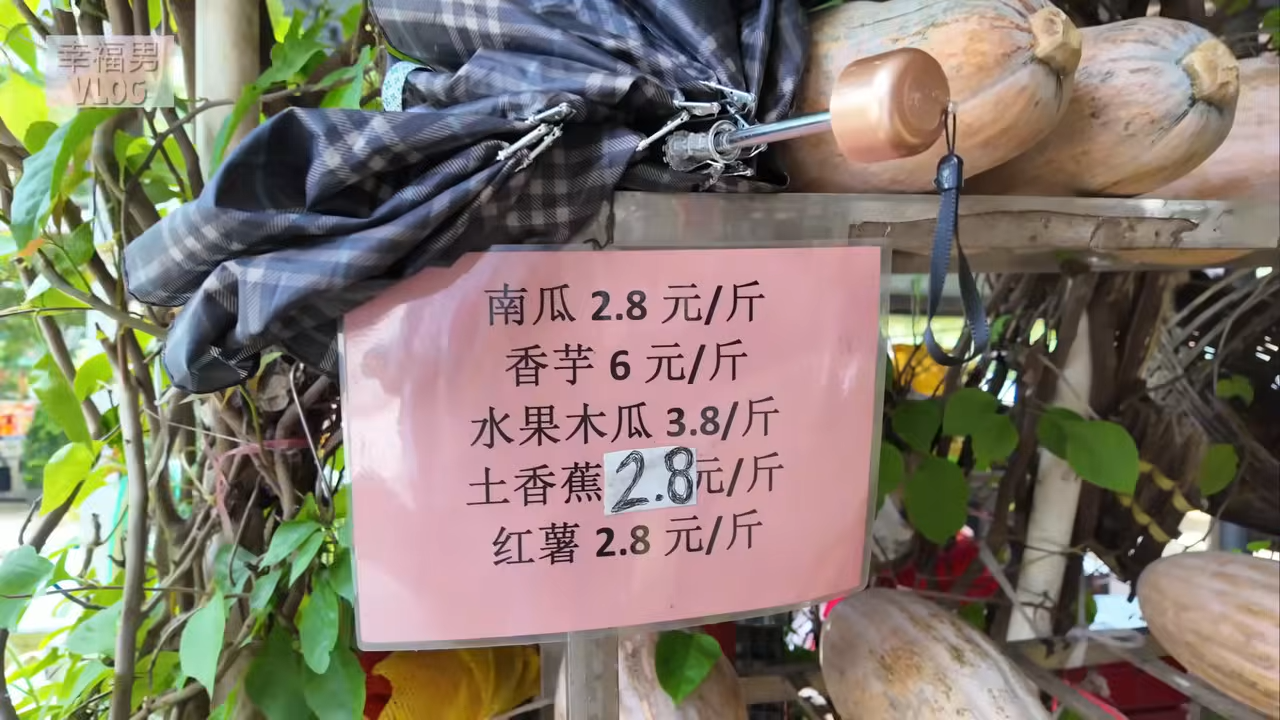 幸福男
VLOG
南瓜 2.8 元/斤
香芋 6 元/斤
水果木瓜 3.8/斤
土香蕉 2.8元/斤
红薯 2.8 元/斤